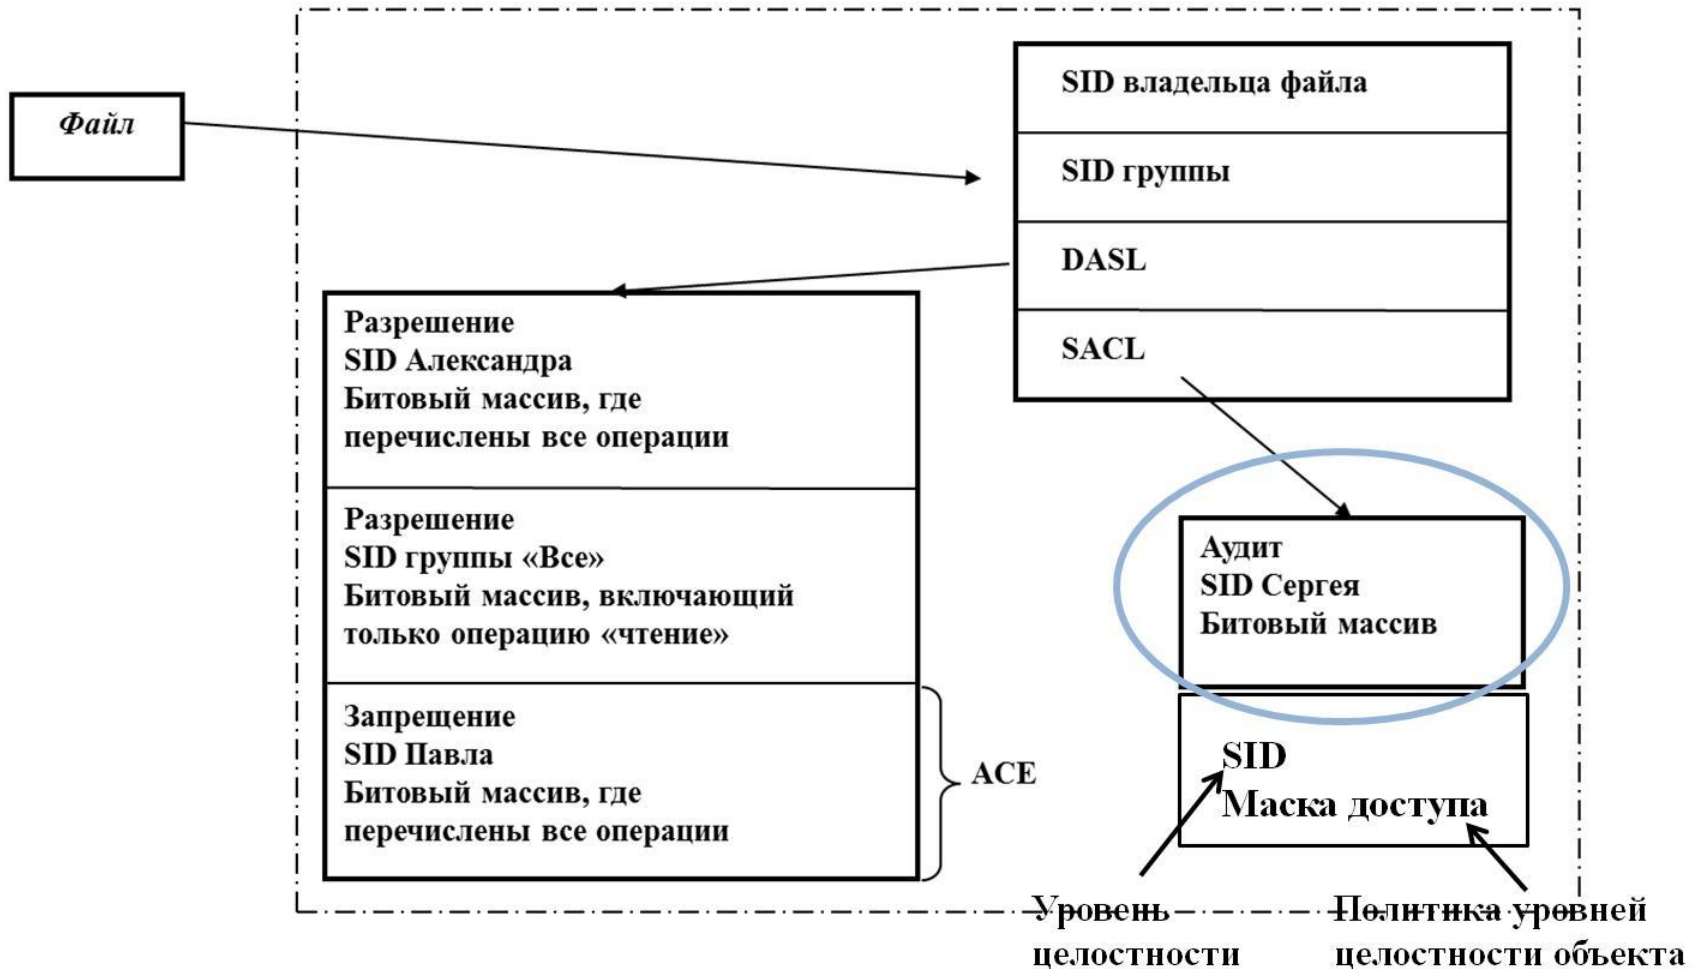 Файл
SID владельца файла
SID группы
DASL
SACL
Разрешение
SID Александра
Битовый массив, где
перечислены все операции
Разрешение
SID группы «Все»
Битовый массив, включающий
только операцию «чтение»
Запрещение
SID Павла
Битовый массив, где
перечислены все операции
ACE
Аудит
SID Сергея
Битовый массив
SID
Маска доступа
Уровень
целостности
Политика уровней
целостности объекта